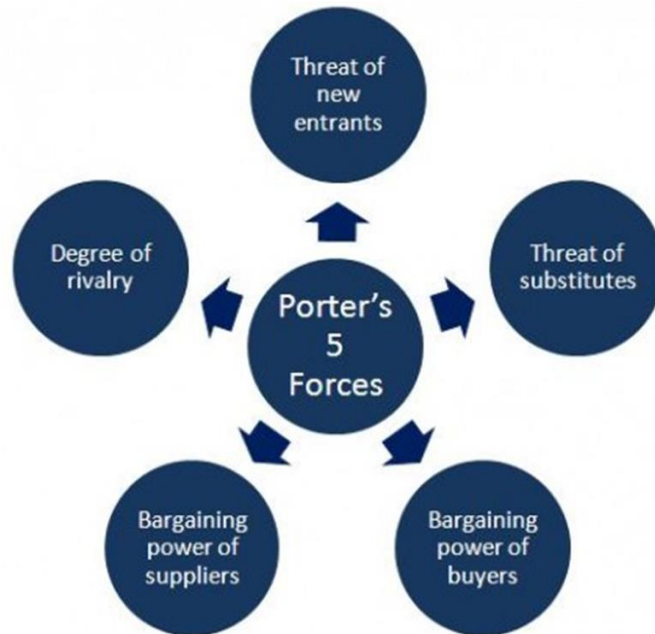 Threat of
new
entrants
Degree of
rivalry
Threat of
substitutes
Porter's
5
Forces
Bargaining
power of
suppliers
Bargaining
power of
buyers